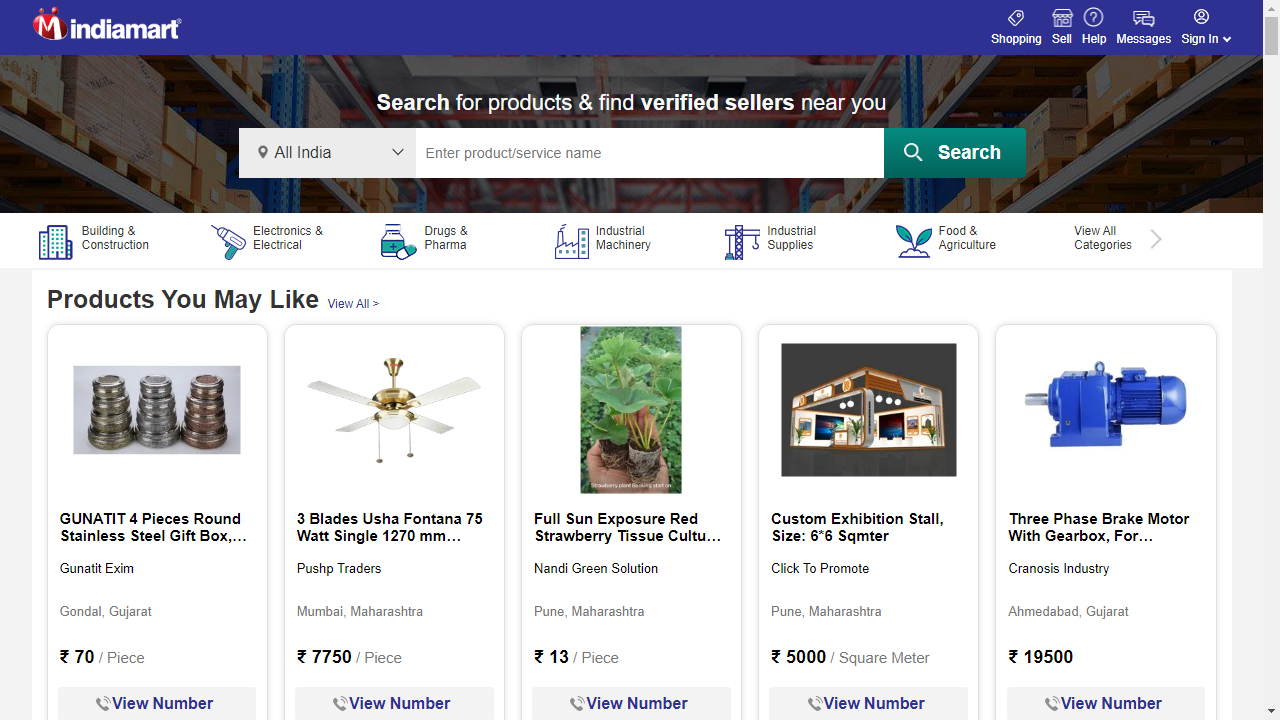 indiamart
Shopping
Sell
Help
Messages
Sign In
Search for products & find verified sellers near you
All India
Enter product/service name
Search
Building &
Construction
Electronics &
Electrical
Drugs &
Pharma
Industrial
Machinery
Industrial
Supplies
Food &
Agriculture
View All
Categories
Products You May Like View All >
GUNATIT 4 Pieces Round
Stainless Steel Gift Box,...
Gunatit Exim
Gondal, Gujarat
₹ 70 / Piece
View Number
3 Blades Usha Fontana 75
Watt Single 1270 mm...
Pushp Traders
Mumbai, Maharashtra
₹ 7750 / Piece
View Number
Strawberry plant Booking start on
Full Sun Exposure Red
Strawberry Tissue Cultu...
Nandi Green Solution
Pune, Maharashtra
₹ 13 / Piece
View Number
Custom Exhibition Stall,
Size: 6*6 Sqmter
Click To Promote
Pune, Maharashtra
₹ 5000 / Square Meter
View Number
Three Phase Brake Motor
With Gearbox, For...
Cranosis Industry
Ahmedabad, Gujarat
₹ 19500
View Number